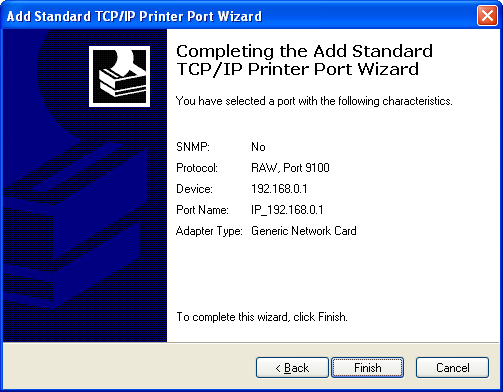 Add Standard TCP/IP Printer Port Wizard
Completing the Add Standard
TCP/IP Printer Port Wizard
You have selected a port with the following characteristics.
SNMP: No
Protocol: RAW, Port 9100
Device: 192.168.0.1
Port Name: IP_192.168.0.1
Adapter Type: Generic Network Card
To complete this wizard, click Finish.
< Back Finish Cancel